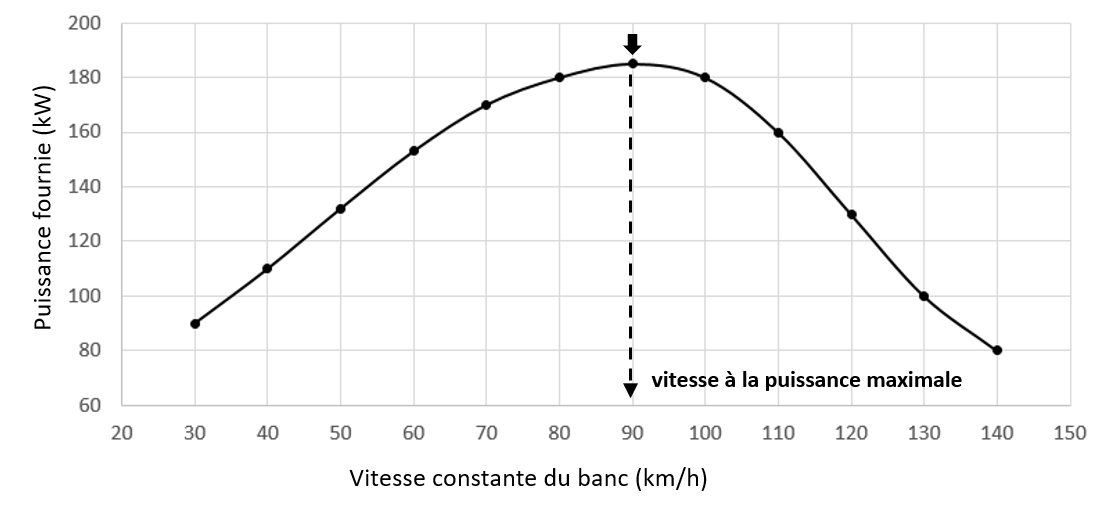 Puissance fournie (kW)
200
180
160
140
120
100
80
60
vitesse à la puissance maximale
20 30 40 50 60 70 80 90 100 110 120 130 140 150
Vitesse constante du banc (km/h)